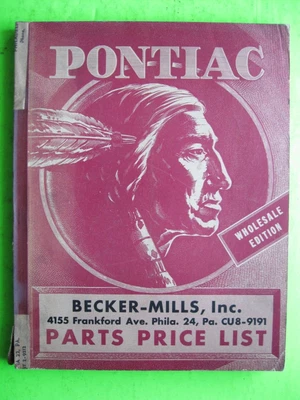 PONTIAC
WHOLESALE
EDITION
BECKER-MILLS, Inc.
4155 Frankford Ave. Phila. 24, Pa. CU8-9191
PARTS PRICE LIST